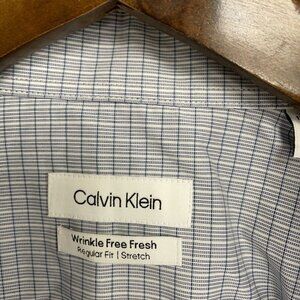 Calvin Klein
Wrinkle Free Fresh
Regular Fit | Stretch